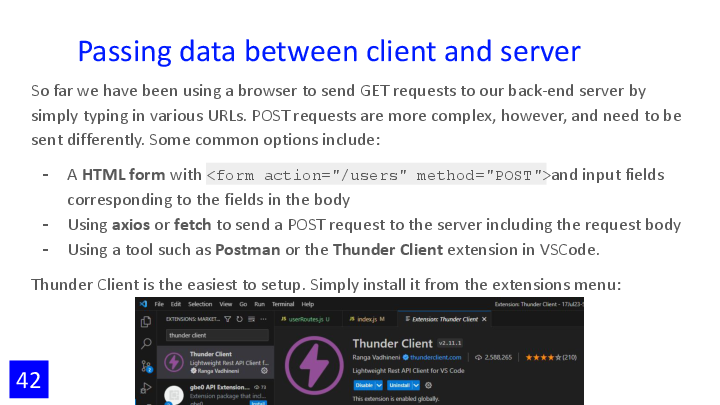 Passing data between client and server
So far we have been using a browser to send GET requests to our back-end server by
simply typing in various URLs. POST requests are more complex, however, and need to be
sent differently. Some common options include:
- A HTML form with <form action="/users" method="POST">and input fields
corresponding to the fields in the body
- Using axios or fetch to send a POST request to the server including the request body
- Using a tool such as Postman or the Thunder Client extension in VSCode.
Thunder Client is the easiest to setup. Simply install it from the extensions menu:
File Edit Selection View Go Run Terminal Help Extension: Thunder Client - 17Jul23-
EXTENSIONS: MARKET... JS userRoutes.js U JS index.js M Extension: Thunder Client
thunder client
Thunder Client v2.11.1
Thunder Client
Lightweight Rest API Client f...
Ranga Vadhineni
Ranga Vadhineni thunderclient.com 2,588,265 (210)
Lightweight Rest API Client for VS Code
gbe0 API Extension... 73
Extension package that incl...
gbe0 Install
Disable Uninstall
This extension is enabled globally.
42